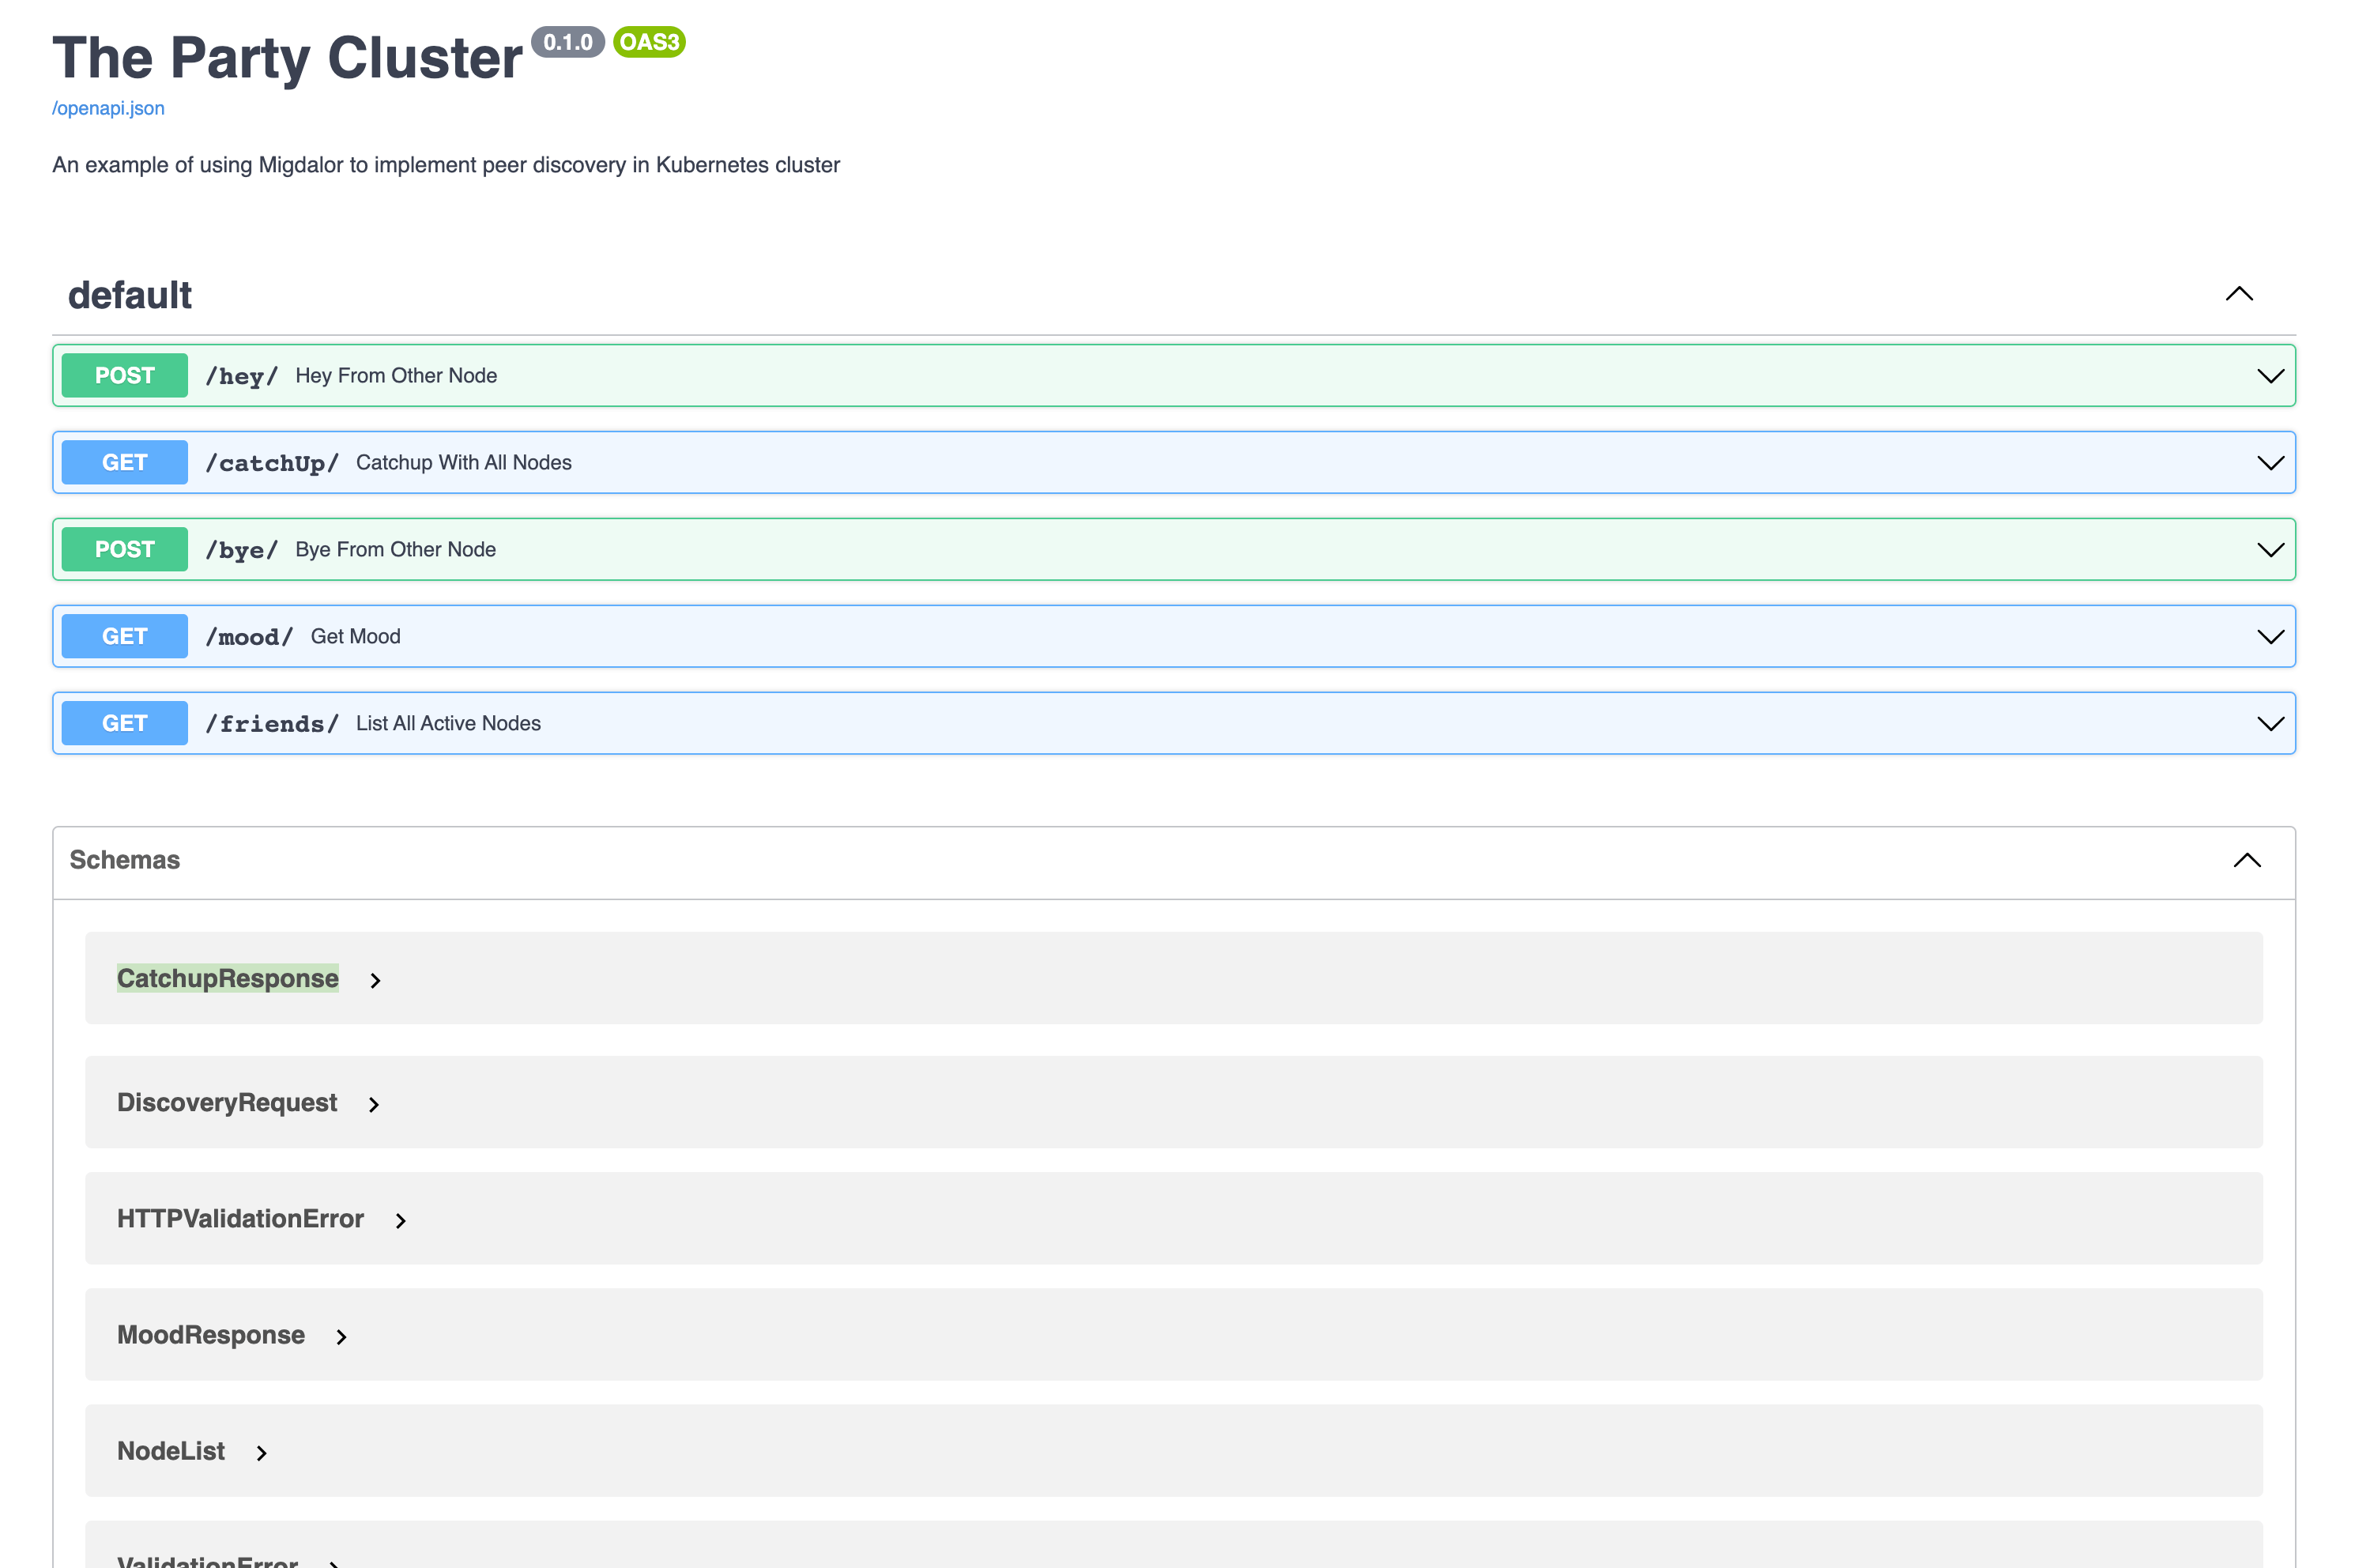 The Party Cluster 0.1.0 OAS3
/openapi.json
An example of using Migdalor to implement peer discovery in Kubernetes cluster
default
POST /hey/ Hey From Other Node
GET /catchUp/ Catchup With All Nodes
POST /bye/ Bye From Other Node
GET /mood/ Get Mood
GET /friends/ List All Active Nodes
Schemas
CatchupResponse
DiscoveryRequest
HTTPValidationError
MoodResponse
NodeList
ValidationError